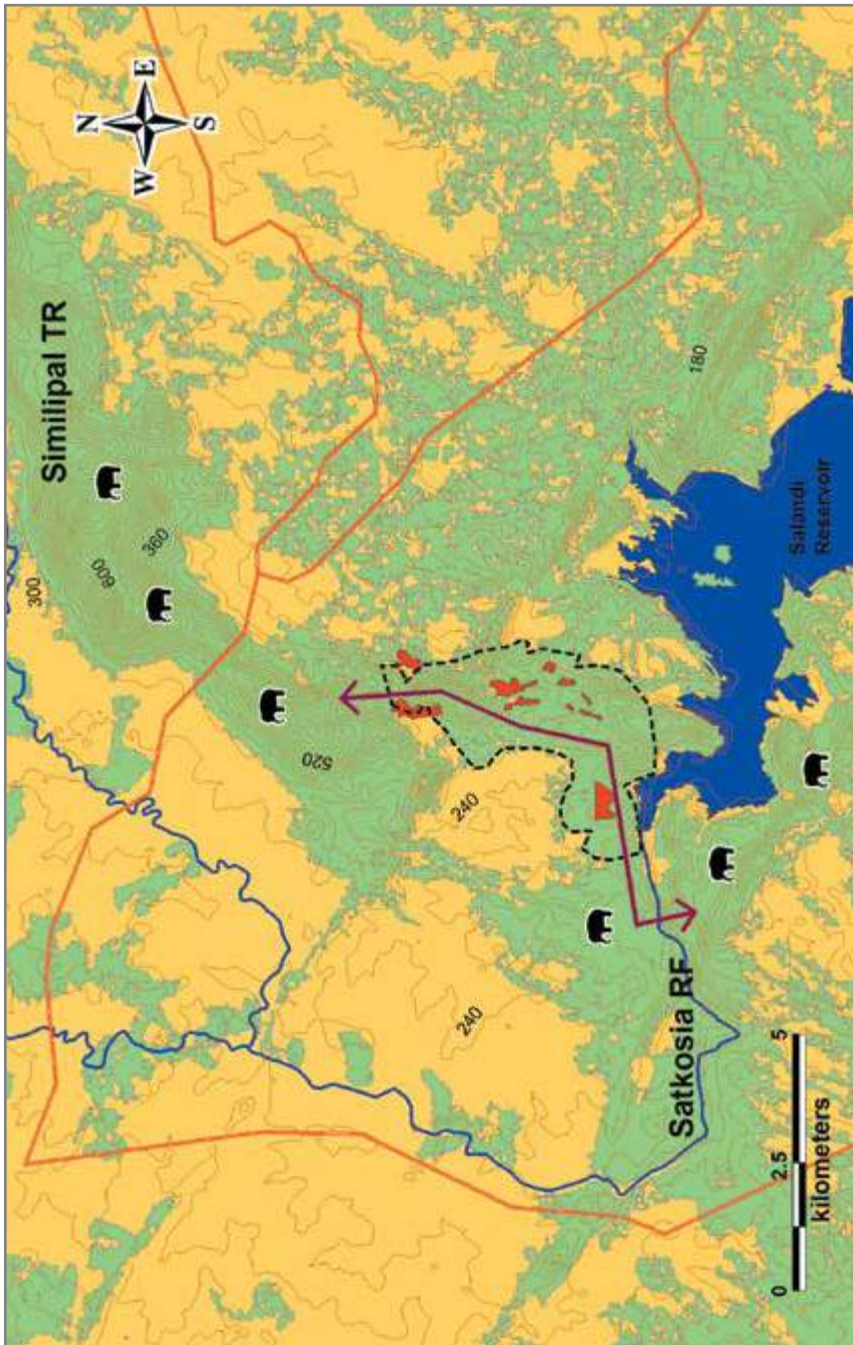 300
Similipal TR
N
600
W
E
360
S
520
240
240
Satkosia RF
180
0 2.5 5
kilometers
Salandi
Reservoir